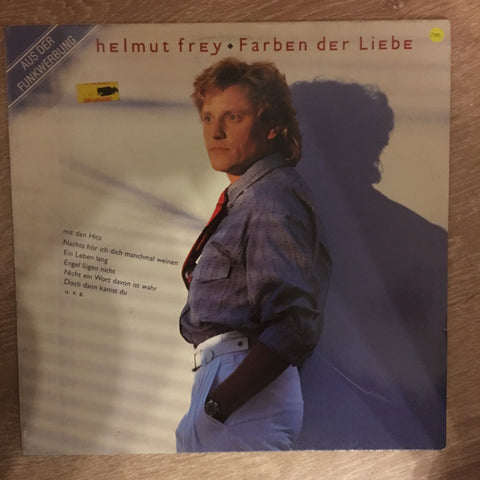 AUS DER
FUNKWERBUNG
helmut frey ◆ Farben der Liebe
mit den Hits
Nachts hör ich dich manchmal weinen
Ein Leben lang
Engel lügen nicht
Nicht ein Wort davon ist wahr
Doch dann kamst du
u. v. a.